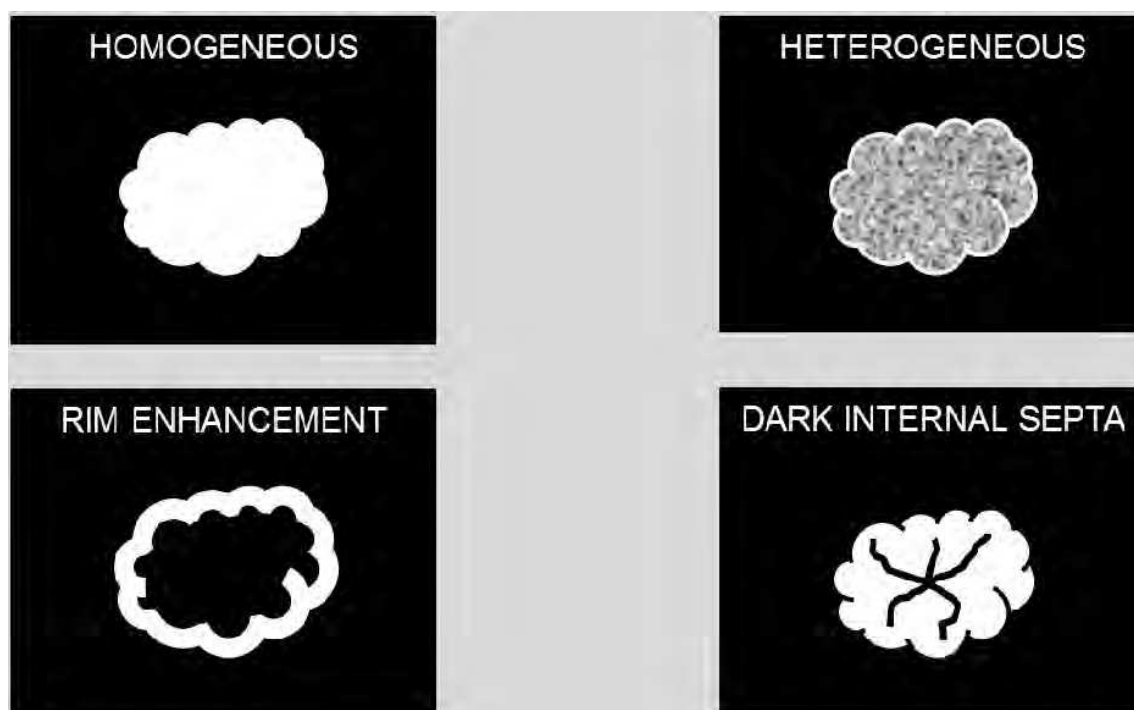 HOMOGENEOUS
HETEROGENEOUS
RIM ENHANCEMENT
DARK INTERNAL SEPTA